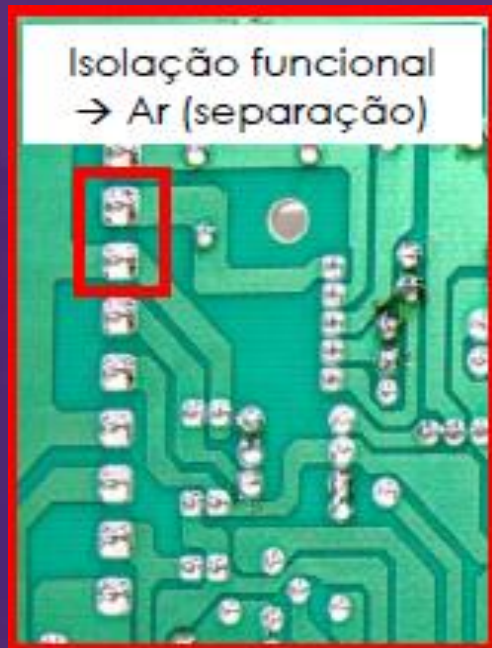 Isolação funcional
→ Ar (separação)